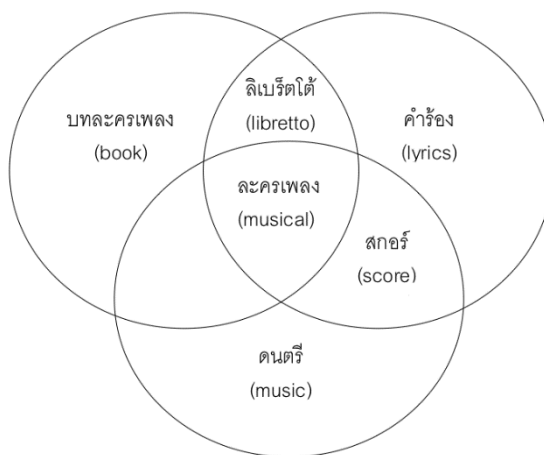 ลิเบร็ตโต้
(libretto)
บทละครเพลง
(book)
คำร้อง
(lyrics)
ละครเพลง
(musical)
สกอร์
(score)
ดนตรี
(music)